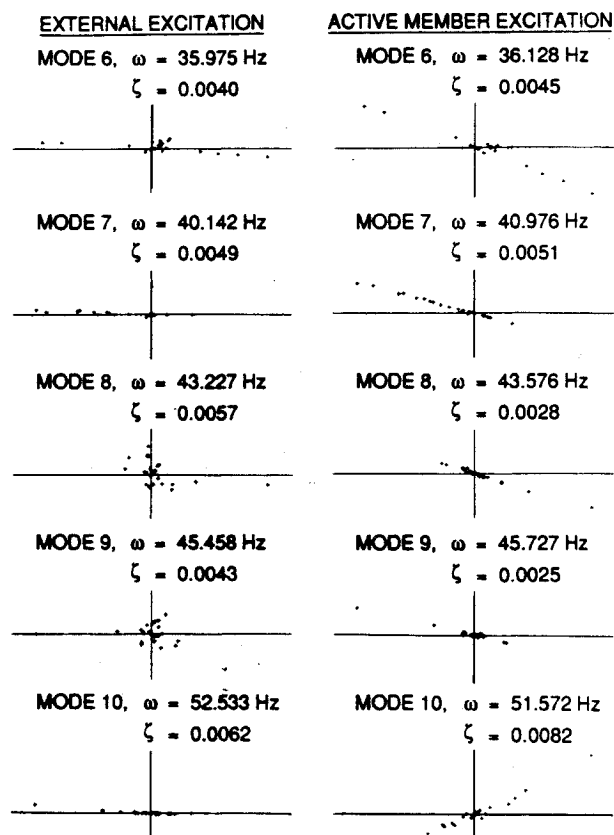 EXTERNAL EXCITATION
MODE 6, ω = 35.975 Hz
ζ = 0.0040
MODE 7, ω = 40.142 Hz
ζ = 0.0049
MODE 8, ω = 43.227 Hz
ζ = 0.0057
MODE 9, ω = 45.458 Hz
ζ = 0.0043
MODE 10, ω = 52.533 Hz
ζ = 0.0062
ACTIVE MEMBER EXCITATION
MODE 6, ω = 36.128 Hz
ζ = 0.0045
MODE 7, ω = 40.976 Hz
ζ = 0.0051
MODE 8, ω = 43.576 Hz
ζ = 0.0028
MODE 9, ω = 45.727 Hz
ζ = 0.0025
MODE 10, ω = 51.572 Hz
ζ = 0.0082